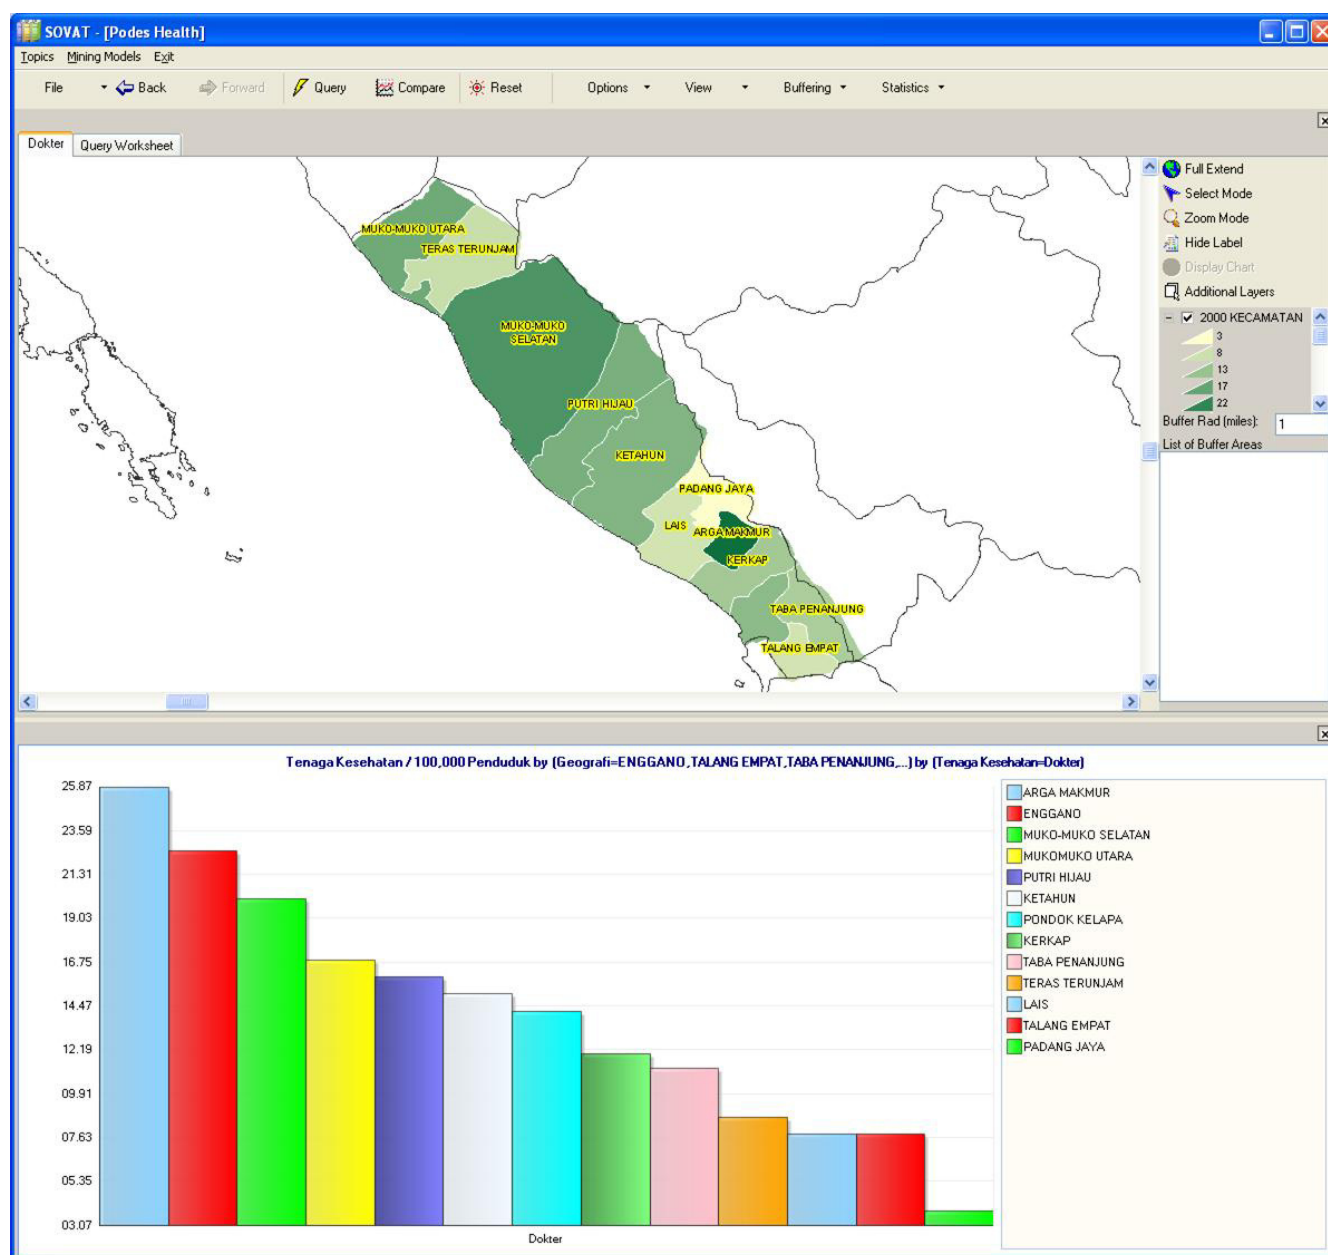 SOVAT - [Podes Health]
Topics Mining Models Exit
File Back Forward Query Compare Reset Options View Buffering Statistics
Dokter Query Worksheet
Full Extend
Select Mode
Zoom Mode
Hide Label
Display Chart
Additional Layers
2000 KECAMATAN
3
8
13
17
22
Buffer Rad (miles): 1
List of Buffer Areas
MUKO-MUKO UTARA
TERAS TERUNJAM
MUKO-MUKO
SELATAN
PUTRI HIJAU
KETAHUN
PADANG JAYA
LAIS
ARGA MAKMUR
KERKAP
TABA PENANJUNG
TALANG EMPAT
Tenaga Kesehatan / 100,000 Penduduk by (Geografi=ENGGANO,TALANG EMPAT,TABA PENANJUNG,...) by (Tenaga Kesehatan=Dokter)
25.87
23.59
21.31
19.03
16.75
14.47
12.19
09.91
07.63
05.35
03.07
Dokter
ARGA MAKMUR
ENGGANO
MUKO-MUKO SELATAN
MUKOMUKO UTARA
PUTRI HIJAU
KETAHUN
PONDOK KELAPA
KERKAP
TABA PENANJUNG
TERAS TERUNJAM
LAIS
TALANG EMPAT
PADANG JAYA